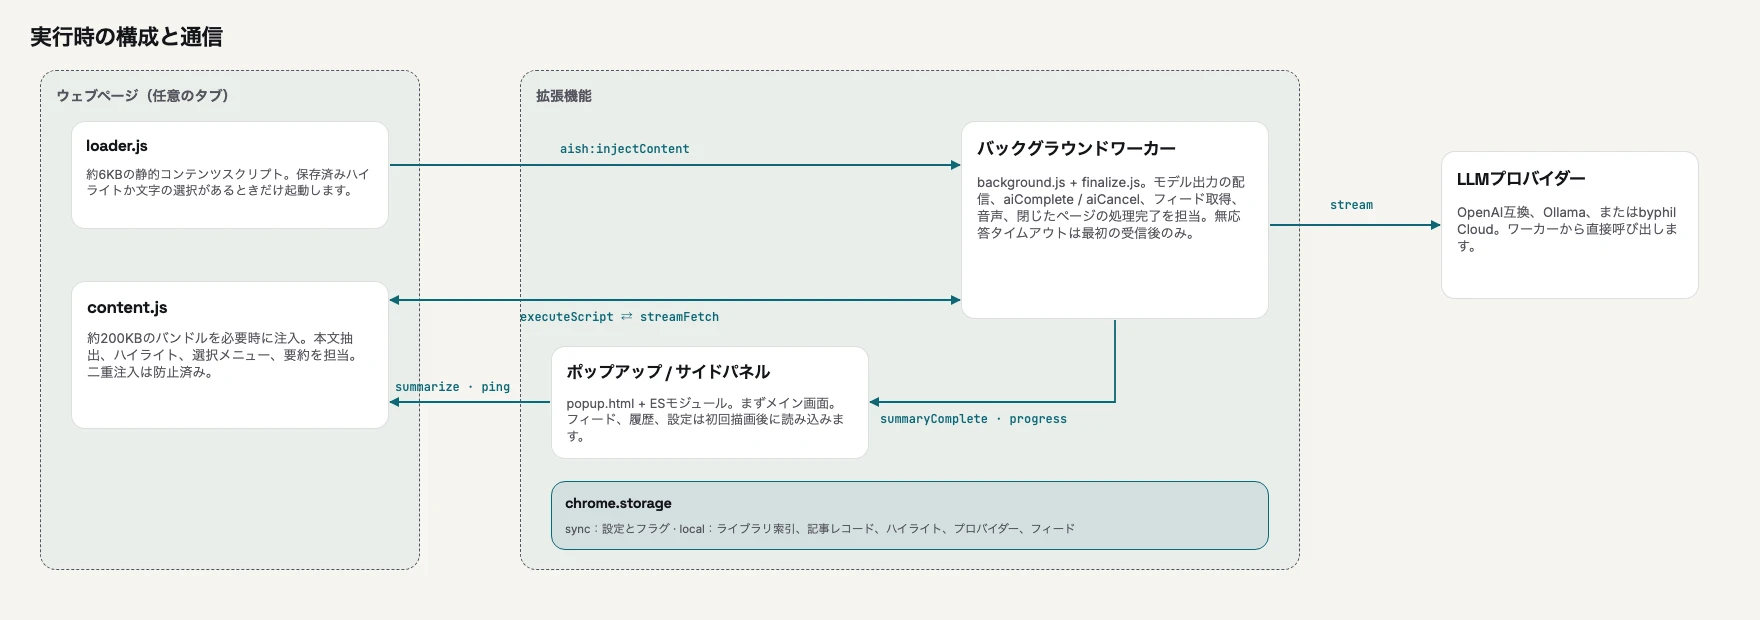 実行時の構成と通信
ウェブページ（任意のタブ）
loader.js
約6KBの静的コンテンツスクリプト。保存済みハイ
ライトか文字の選択があるときだけ起動します。
content.js
約200KBのバンドルを必要時に注入。本文抽
出、ハイライト、選択メニュー、要約を担当。
二重注入は防止済み。
拡張機能
aish:injectContent
バックグラウンドワーカー
background.js + finalize.js。モデル出力の配
信、aiComplete / aiCancel、フィード取得、
音声、閉じたページの処理完了を担当。無応
答タイムアウトは最初の受信後のみ。
executeScript ⇄ streamFetch
summarize · ping
ポップアップ / サイドパネル
popup.html + ESモジュール。まずメイン画面。
フィード、履歴、設定は初回描画後に読み込みま
す。
summaryComplete · progress
chrome.storage
sync：設定とフラグ · local：ライブラリ索引、記事レコード、ハイライト、プロバイダー、フィード
stream
LLMプロバイダー
OpenAI互換、Ollama、またはbyphil
Cloud。ワーカーから直接呼び出しま
す。